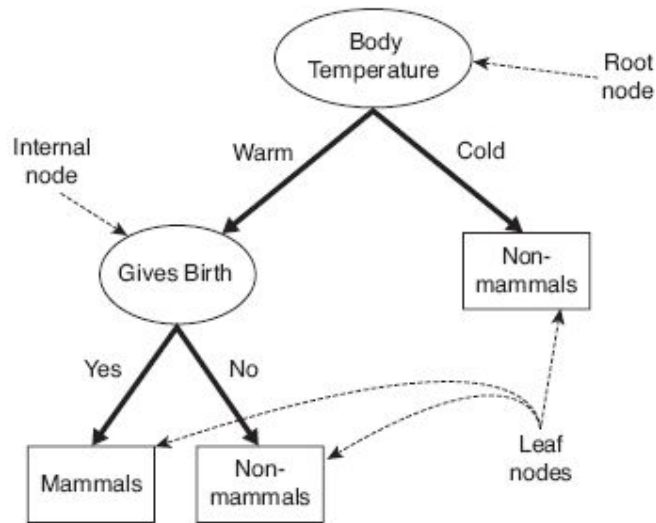 Body
Temperature
Root
node
Internal
node
Warm
Cold
Gives Birth
Non-
mammals
Yes
No
Mammals
Non-
mammals
Leaf
nodes